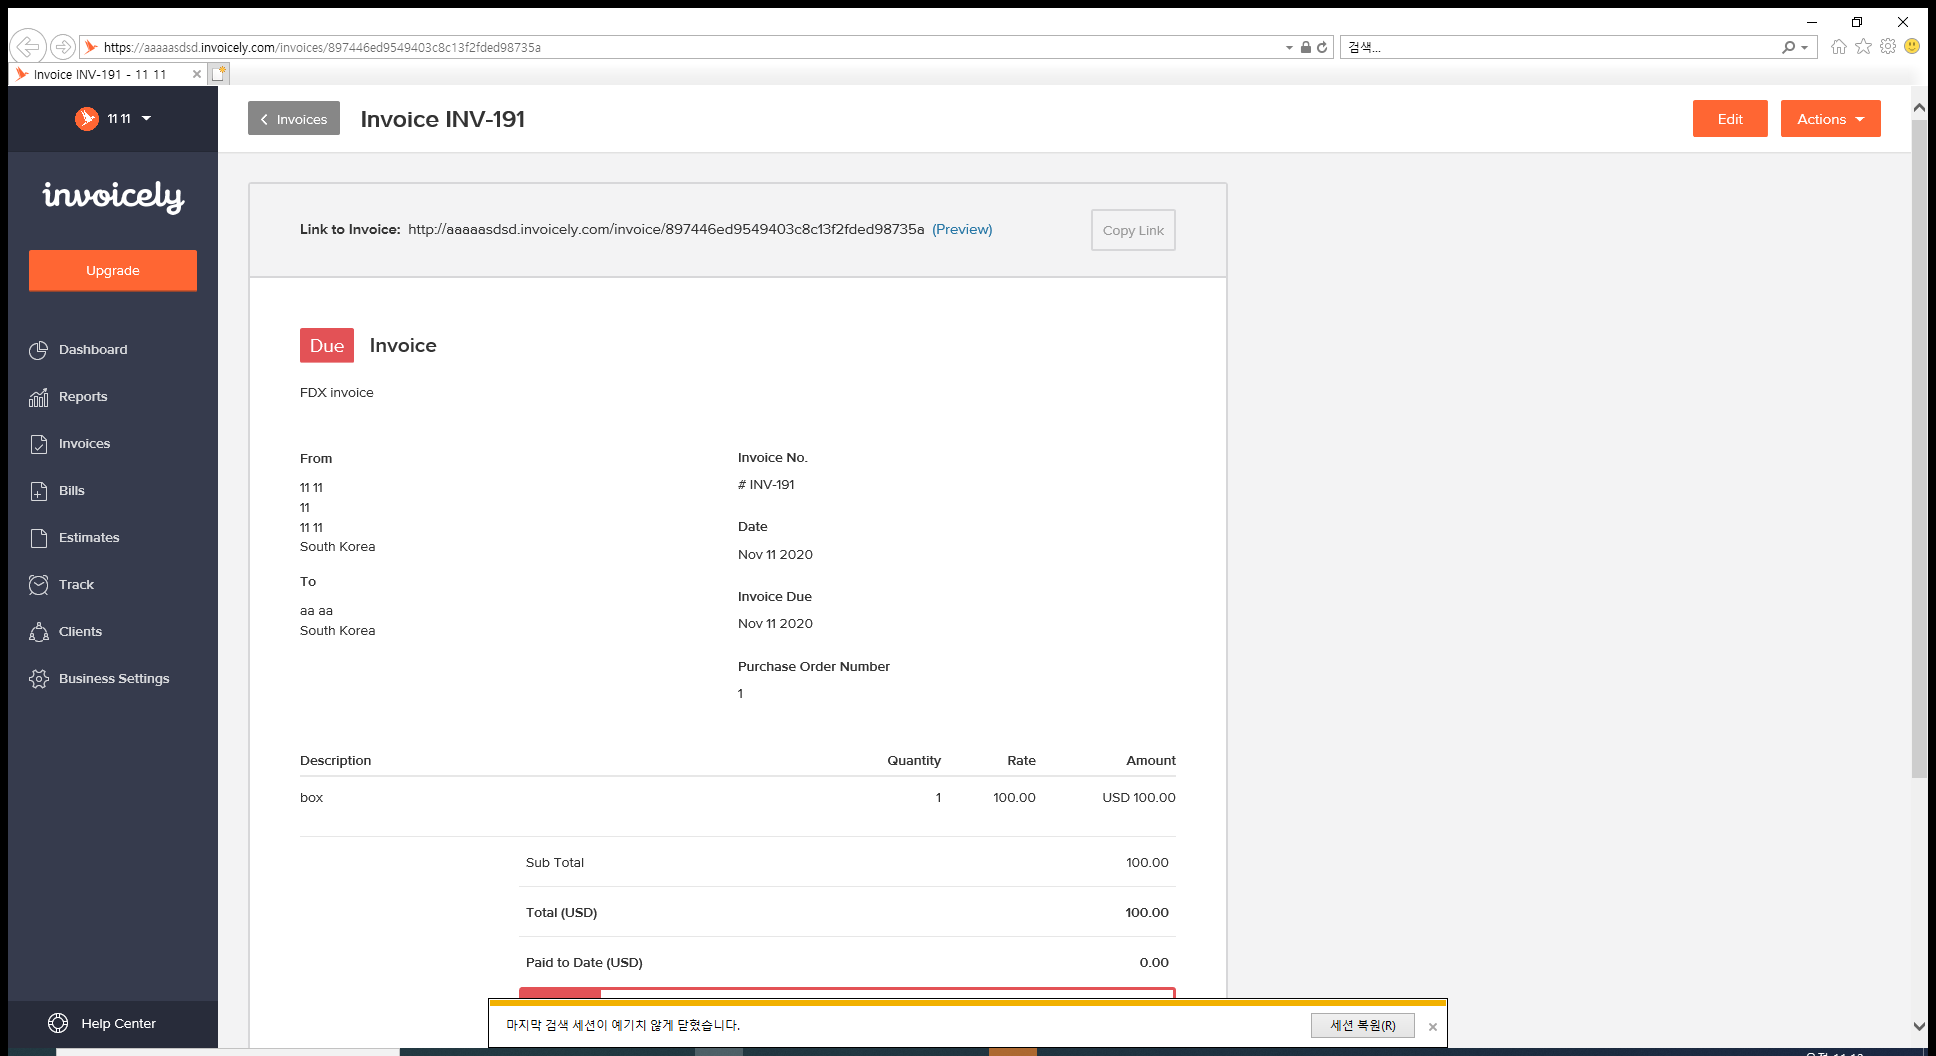 https://aaaaasdsd.invoicely.com/invoices/897446ed9549403c8c13f2fded98735a
검색...
Invoice INV-191 - 11 11
11 11
Invoices
Invoice INV-191
Edit
Actions
invoicely
Upgrade
Dashboard
Reports
Invoices
Bills
Estimates
Track
Clients
Business Settings
Help Center
Link to Invoice: http://aaaaasdsd.invoicely.com/invoice/897446ed9549403c8c13f2fded98735a (Preview)
Copy Link
Due Invoice
FDX invoice
From
11 11
11
11 11
South Korea
To
aa aa
South Korea
Invoice No.
# INV-191
Date
Nov 11 2020
Invoice Due
Nov 11 2020
Purchase Order Number
1
Description Quantity Rate Amount
box 1 100.00 USD 100.00
Sub Total 100.00
Total (USD) 100.00
Paid to Date (USD) 0.00
마지막 검색 세션이 예기치 않게 닫혔습니다.
세션 복원(R)